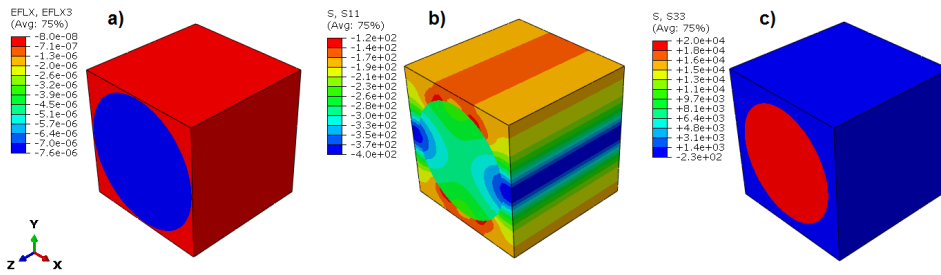 EFLX, EFLX3
(Avg: 75%)
-8.0e-08
-7.1e-07
-1.3e-06
-2.0e-06
-2.6e-06
-3.2e-06
-3.9e-06
-4.5e-06
-5.1e-06
-5.7e-06
-6.4e-06
-7.0e-06
-7.6e-06
a)
S, S11
(Avg: 75%)
-1.2e+02
-1.4e+02
-1.7e+02
-1.9e+02
-2.1e+02
-2.4e+02
-2.6e+02
-2.8e+02
-3.0e+02
-3.3e+02
-3.5e+02
-3.7e+02
-4.0e+02
b)
S, S33
(Avg: 75%)
+2.0e+04
+1.8e+04
+1.6e+04
+1.5e+04
+1.3e+04
+1.1e+04
+9.7e+03
+8.1e+03
+6.4e+03
+4.8e+03
+3.1e+03
+1.4e+03
-2.3e+02
c)
Y
Z
X